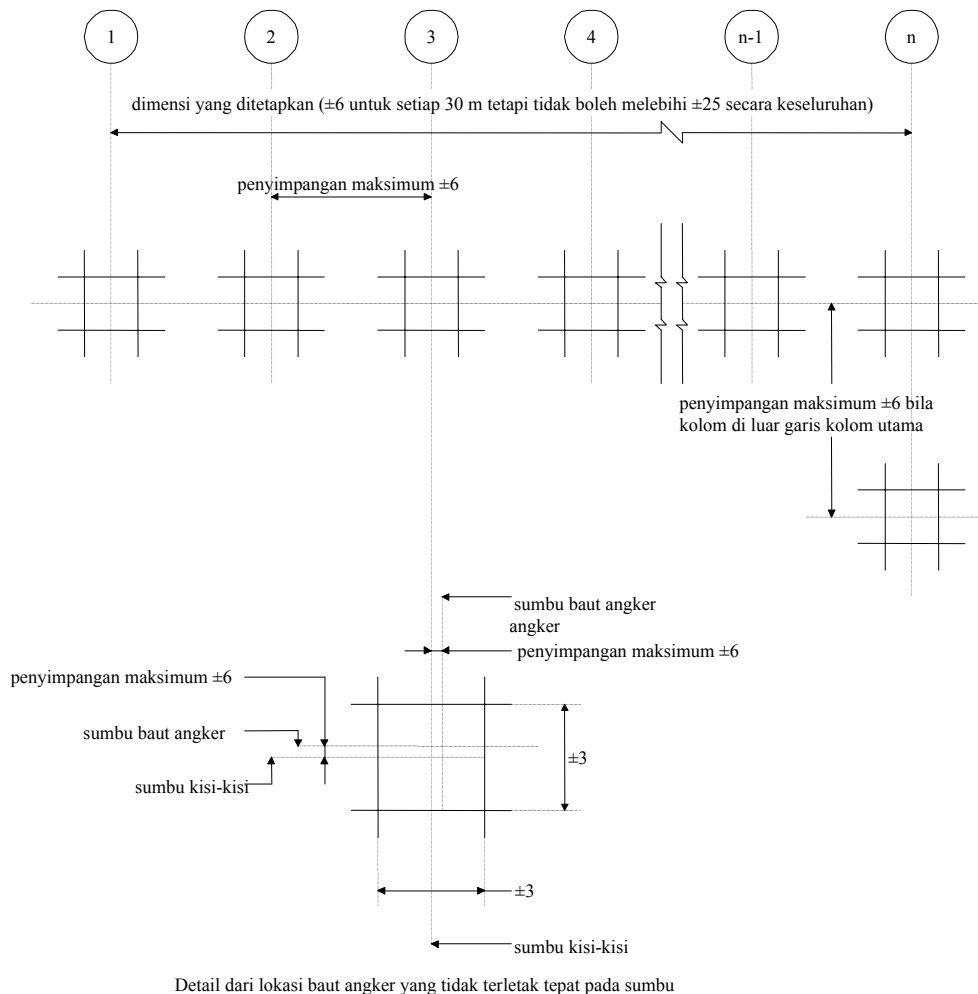 1 2 3 4 n-1 n
dimensi yang ditetapkan (±6 untuk setiap 30 m tetapi tidak boleh melebihi ±25 secara keseluruhan)
penyimpangan maksimum ±6
penyimpangan maksimum ±6 bila
kolom di luar garis kolom utama
sumbu baut angker
angker
penyimpangan maksimum ±6
penyimpangan maksimum ±6
sumbu baut angker
±3
sumbu kisi-kisi
±3
sumbu kisi-kisi
Detail dari lokasi baut angker yang tidak terletak tepat pada sumbu